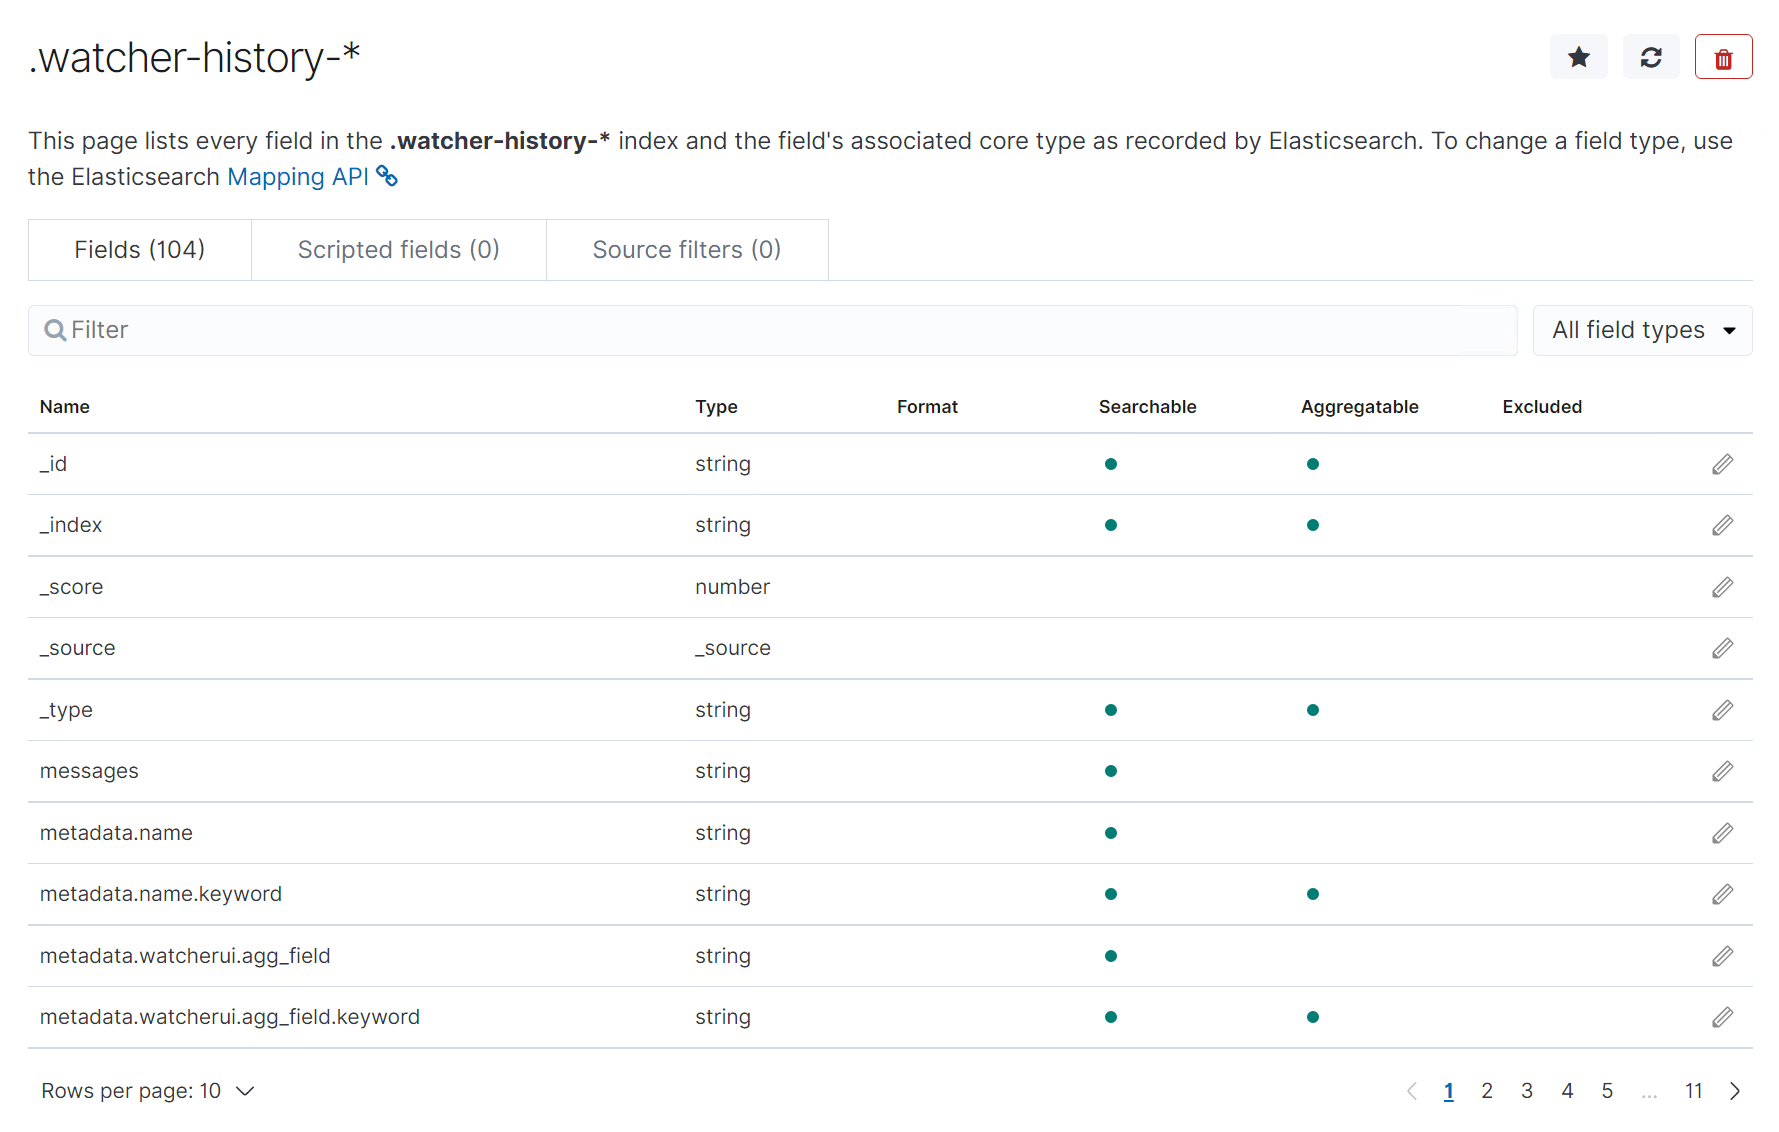 .watcher-history-*
This page lists every field in the .watcher-history-* index and the field's associated core type as recorded by Elasticsearch. To change a field type, use
the Elasticsearch Mapping API
Fields (104) Scripted fields (0) Source filters (0)
Filter All field types
Name Type Format Searchable Aggregatable Excluded
_id string
_index string
_score number
_source _source
_type string
messages string
metadata.name string
metadata.name.keyword string
metadata.watcherui.agg_field string
metadata.watcherui.agg_field.keyword string
Rows per page: 10 1 2 3 4 5 ... 11